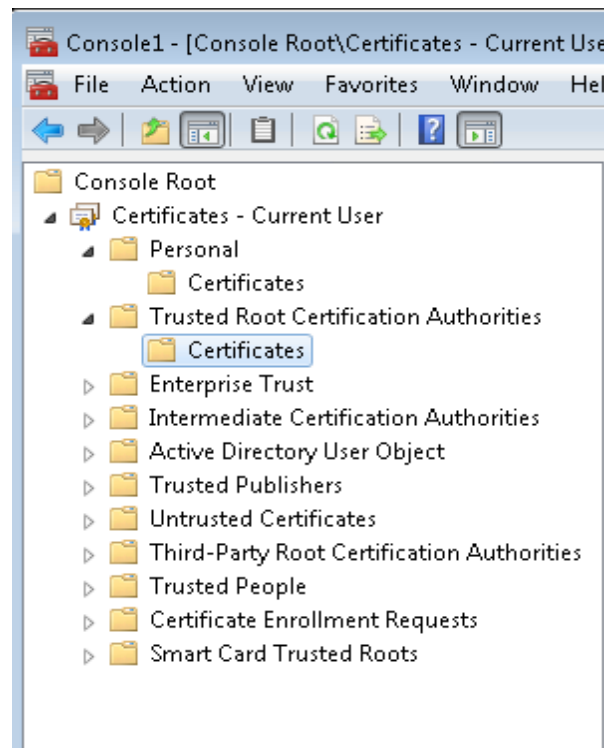 Console1 - [Console Root\Certificates - Current Use
File Action View Favorites Window Hel
Console Root
Certificates - Current User
Personal
Certificates
Trusted Root Certification Authorities
Certificates
Enterprise Trust
Intermediate Certification Authorities
Active Directory User Object
Trusted Publishers
Untrusted Certificates
Third-Party Root Certification Authorities
Trusted People
Certificate Enrollment Requests
Smart Card Trusted Roots